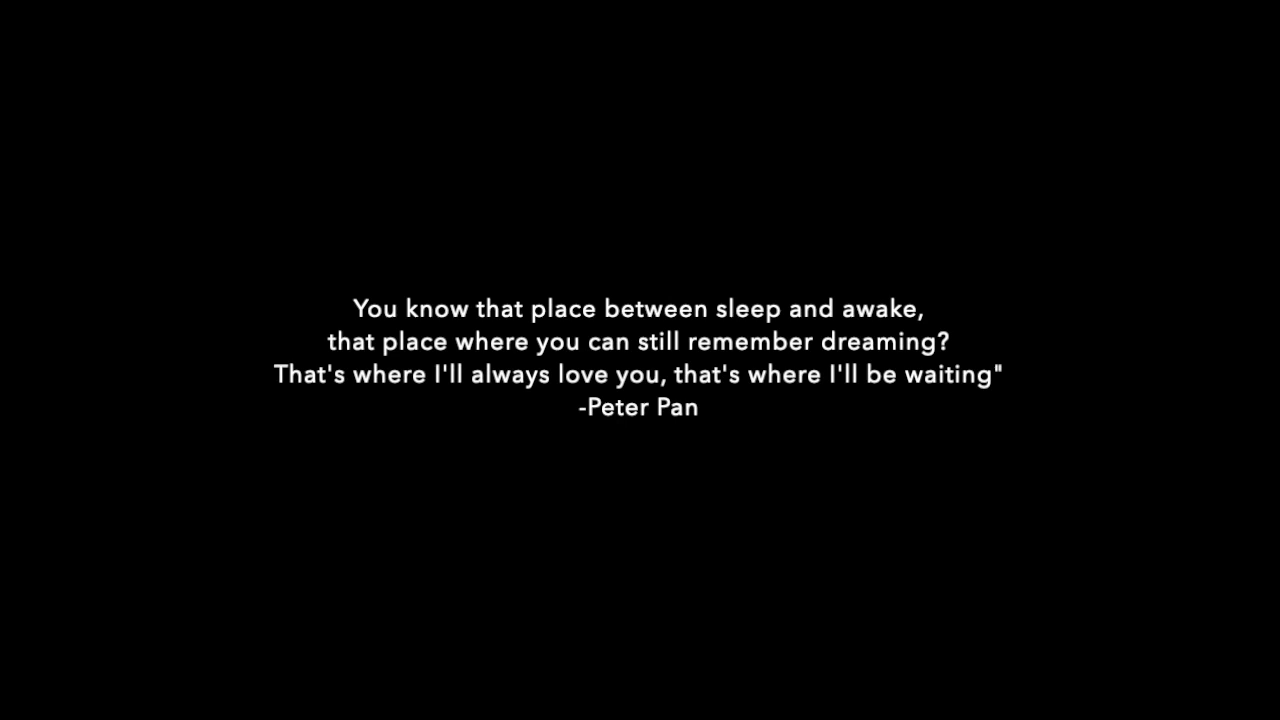 You know that place between sleep and awake,
that place where you can still remember dreaming?
That's where I'll always love you, that's where I'll be waiting"
-Peter Pan